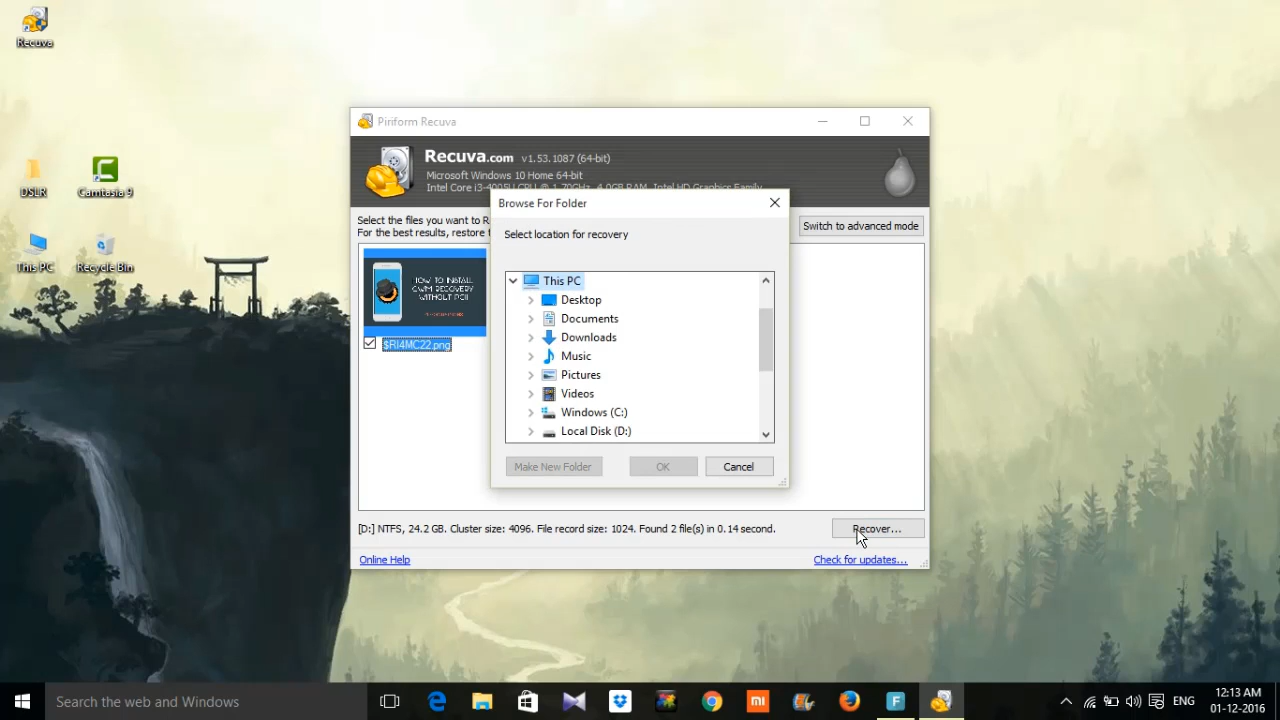 Recuva
DSLR
Camtasia 9
This PC
Recycle Bin
Piriform Recuva
Recuva.com v1.53.1087 (64-bit)
Microsoft Windows 10 Home 64-bit
Intel Core i3-4005U CPU @ 1.70GHz, 4.0GB RAM, Intel HD Graphics Family
Select the files you want to R
For the best results, restore
Switch to advanced mode
HOW TO INSTALL
CWM RECOVERY
WITHOUT PC!!
Browse For Folder
Select location for recovery
This PC
Desktop
Documents
Downloads
Music
Pictures
Videos
Windows (C:)
Local Disk (D:)
Make New Folder
OK
Cancel
[D:] NTFS, 24.2 GB. Cluster size: 4096. File record size: 1024. Found 2 file(s) in 0.14 second.
Recover...
Online Help
Check for updates...
Search the web and Windows
mi
F
ENG
12:13 AM
01-12-2016